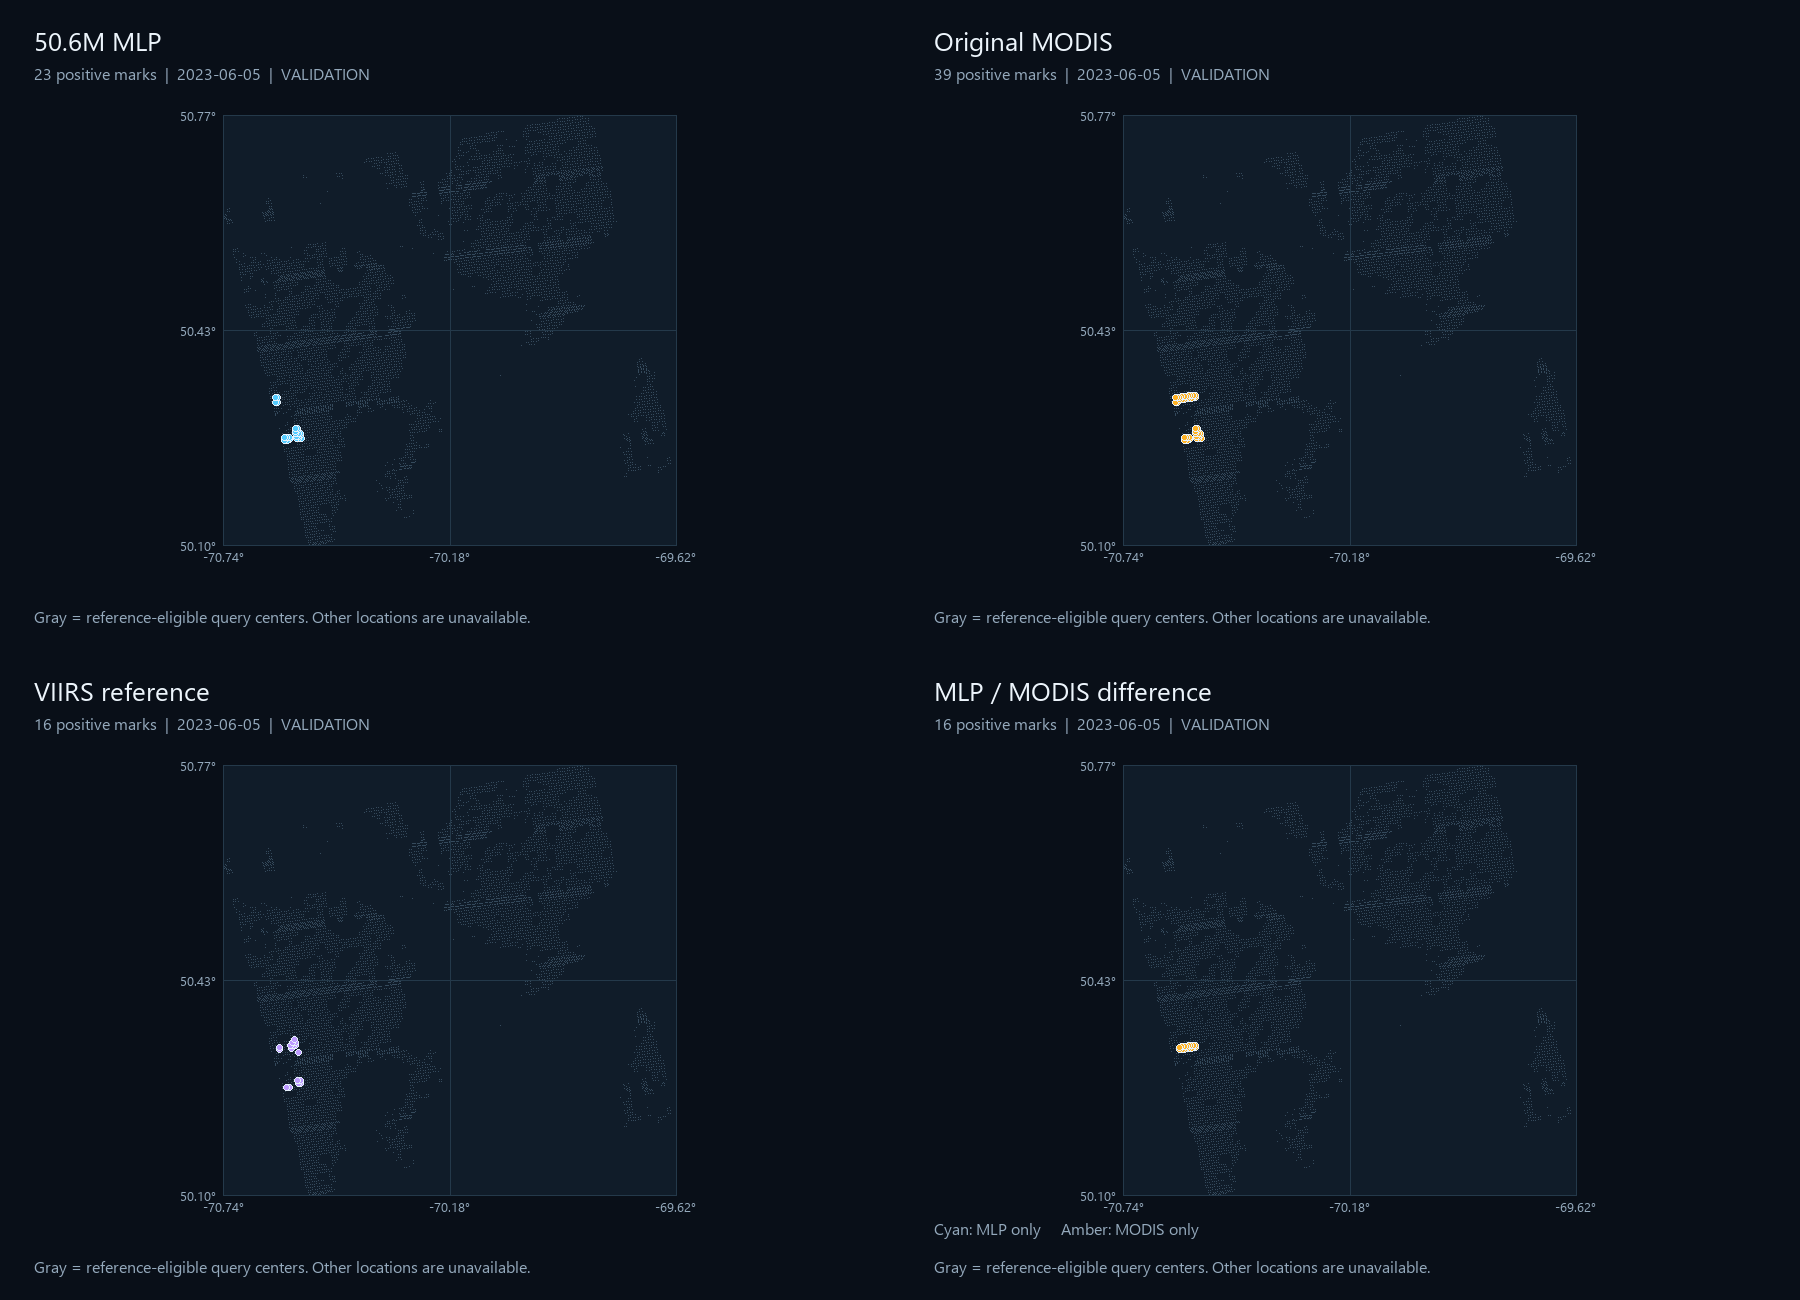 50.6M MLP
23 positive marks | 2023-06-05 | VALIDATION
50.77°
50.43°
50.10°
-70.74°
-70.18°
-69.62°
Gray = reference-eligible query centers. Other locations are unavailable.
Original MODIS
39 positive marks | 2023-06-05 | VALIDATION
50.77°
50.43°
50.10°
-70.74°
-70.18°
-69.62°
Gray = reference-eligible query centers. Other locations are unavailable.
VIIRS reference
16 positive marks | 2023-06-05 | VALIDATION
50.77°
50.43°
50.10°
-70.74°
-70.18°
-69.62°
Gray = reference-eligible query centers. Other locations are unavailable.
MLP / MODIS difference
16 positive marks | 2023-06-05 | VALIDATION
50.77°
50.43°
50.10°
-70.74°
-70.18°
-69.62°
Cyan: MLP only Amber: MODIS only
Gray = reference-eligible query centers. Other locations are unavailable.